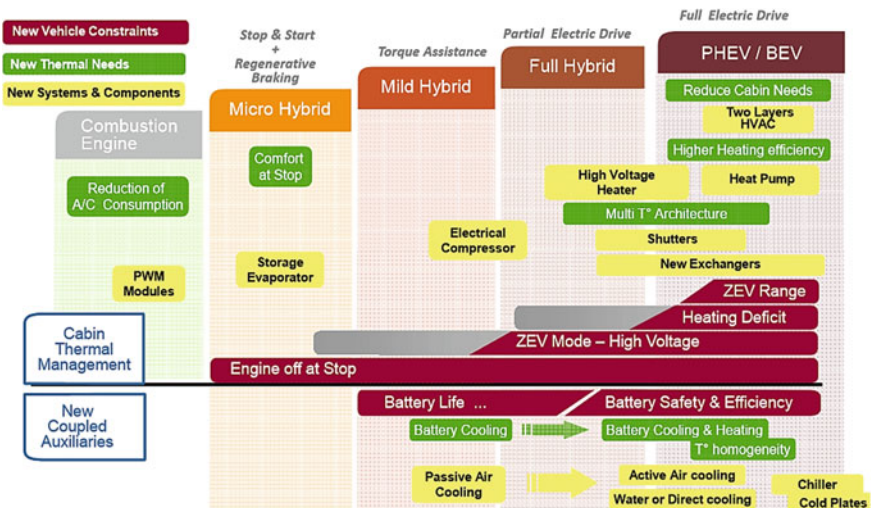 New Vehicle Constraints
New Thermal Needs
New Systems & Components
Stop & Start
+
Regenerative
Braking
Torque Assistance
Partial Electric Drive
Full Electric Drive
Combustion
Engine
Micro Hybrid
Mild Hybrid
Full Hybrid
PHEV / BEV
Reduce Cabin Needs
Two Layers
HVAC
Comfort
at Stop
Higher Heating efficiency
Reduction of
A/C Consumption
High Voltage
Heater
Heat Pump
Multi T° Architecture
Electrical
Compressor
Shutters
Storage
Evaporator
New Exchangers
PWM
Modules
ZEV Range
Heating Deficit
Cabin
Thermal
Management
ZEV Mode – High Voltage
Engine off at Stop
New
Coupled
Auxiliaries
Battery Life ...
Battery Safety & Efficiency
Battery Cooling
Battery Cooling & Heating
T° homogeneity
Passive Air
Cooling
Active Air cooling
Water or Direct cooling
Chiller
Cold Plates